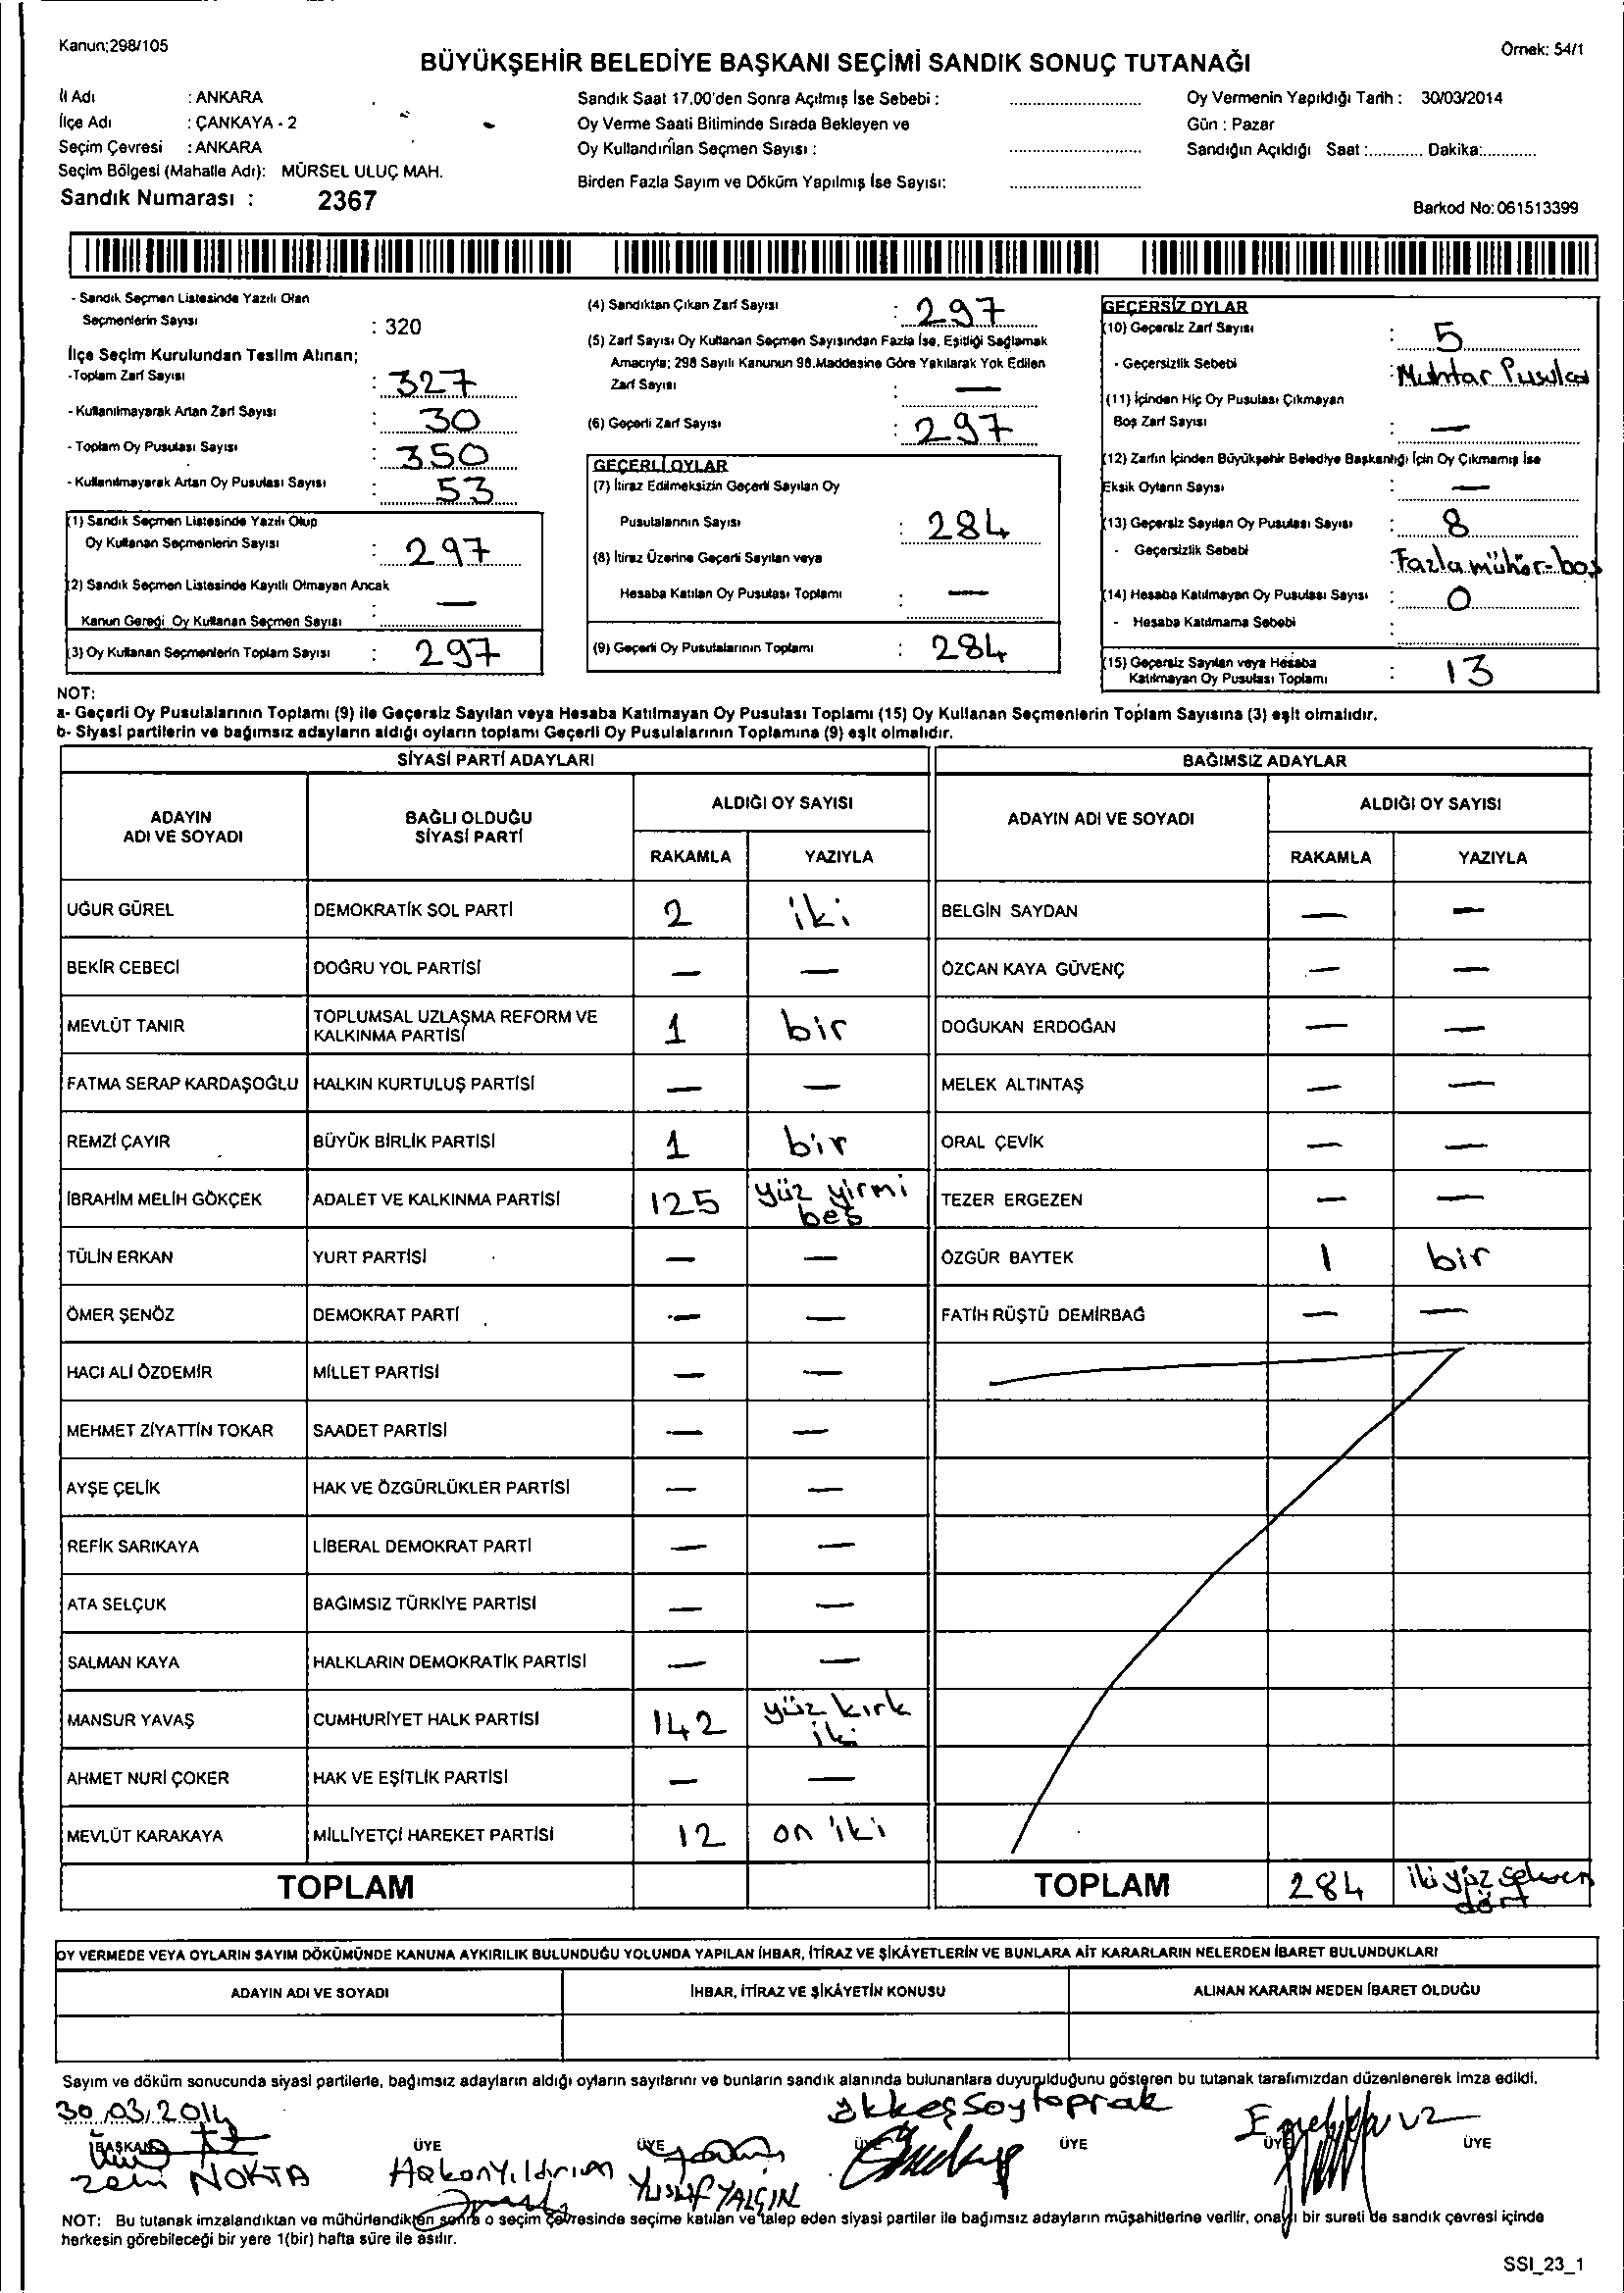 Kanun;298/105
Örnek: 54/1
BÜYÜKŞEHİR BELEDİYE BAŞKANI SEÇİMİ SANDIK SONUÇ TUTANAĞI
İl Adı : ANKARA
İlçe Adı : ÇANKAYA - 2
Seçim Çevresi : ANKARA
Seçim Bölgesi (Mahalle Adı): MÜRSEL ULUÇ MAH.
Sandık Numarası : 2367
Sandık Saat 17.00'den Sonra Açılmış İse Sebebi :
Oy Verme Saati Bitiminde Sırada Bekleyen ve
Oy Kullandırılan Seçmen Sayısı :
Birden Fazla Sayım ve Döküm Yapılmış İse Sayısı:
Oy Vermenin Yapıldığı Tarih : 30/03/2014
Gün : Pazar
Sandığın Açıldığı Saat :............ Dakika:............
Barkod No:061513399
- Sandık Seçmen Listesinde Yazılı Olan
Seçmenlerin Sayısı : 320
İlçe Seçim Kurulundan Teslim Alınan;
-Toplam Zarf Sayısı : 327
- Kullanılmayarak Artan Zarf Sayısı : 30
- Toplam Oy Pusulası Sayısı : 350
- Kullanılmayarak Artan Oy Pusulası Sayısı : 53
(1) Sandık Seçmen Listesinde Yazılı Olup
Oy Kullanan Seçmenlerin Sayısı : 297
(2) Sandık Seçmen Listesinde Kayıtlı Olmayan Ancak
Kanun Gereği Oy Kullanan Seçmen Sayısı : —
(3) Oy Kullanan Seçmenlerin Toplam Sayısı : 297
(4) Sandıktan Çıkan Zarf Sayısı : 297
(5) Zarf Sayısı Oy Kullanan Seçmen Sayısından Fazla İse, Eşitliği Sağlamak
Amacıyla; 298 Sayılı Kanunun 98.Maddesine Göre Yakılarak Yok Edilen
Zarf Sayısı : —
(6) Geçerli Zarf Sayısı : 297
GEÇERLİ OYLAR
(7) İtiraz Edilmeksizin Geçerli Sayılan Oy
Pusulalarının Sayısı : 284
(8) İtiraz Üzerine Geçerli Sayılan veya
Hesaba Katılan Oy Pusulası Toplamı : —
(9) Geçerli Oy Pusulalarının Toplamı : 284
GEÇERSİZ OYLAR
(10) Geçersiz Zarf Sayısı : 5
- Geçersizlik Sebebi : Muhtar Pusulası
(11) İçinden Hiç Oy Pusulası Çıkmayan
Boş Zarf Sayısı : —
(12) Zarfın İçinden Büyükşehir Belediye Başkanlığı İçin Oy Çıkmamış İse
Eksik Oyların Sayısı : —
(13) Geçersiz Sayılan Oy Pusulası Sayısı : 8
- Geçersizlik Sebebi : Fazla mühür-boş
(14) Hesaba Katılmayan Oy Pusulası Sayısı : 0
- Hesaba Katılmama Sebebi :
(15) Geçersiz Sayılan veya Hesaba
Katılmayan Oy Pusulası Toplamı : 13
NOT:
a- Geçerli Oy Pusulalarının Toplamı (9) ile Geçersiz Sayılan veya Hesaba Katılmayan Oy Pusulası Toplamı (15) Oy Kullanan Seçmenlerin Toplam Sayısına (3) eşit olmalıdır.
b- Siyasi partilerin ve bağımsız adayların aldığı oyların toplamı Geçerli Oy Pusulalarının Toplamına (9) eşit olmalıdır.
SİYASİ PARTİ ADAYLARI
ADAYIN ADI VE SOYADI BAĞLI OLDUĞU SİYASİ PARTİ ALDIĞI OY SAYISI
RAKAMLA YAZIYLA
UĞUR GÜREL DEMOKRATİK SOL PARTİ 2 iki
BEKİR CEBECİ DOĞRU YOL PARTİSİ — —
MEVLÜT TANIR TOPLUMSAL UZLAŞMA REFORM VE KALKINMA PARTİSİ 1 bir
FATMA SERAP KARDAŞOĞLU HALKIN KURTULUŞ PARTİSİ — —
REMZİ ÇAYIR BÜYÜK BİRLİK PARTİSİ 1 bir
İBRAHİM MELİH GÖKÇEK ADALET VE KALKINMA PARTİSİ 125 yüz yirmi beş
TÜLİN ERKAN YURT PARTİSİ — —
ÖMER ŞENÖZ DEMOKRAT PARTİ — —
HACI ALİ ÖZDEMİR MİLLET PARTİSİ — —
MEHMET ZİYATTİN TOKAR SAADET PARTİSİ — —
AYŞE ÇELİK HAK VE ÖZGÜRLÜKLER PARTİSİ — —
REFİK SARIKAYA LİBERAL DEMOKRAT PARTİ — —
ATA SELÇUK BAĞIMSIZ TÜRKİYE PARTİSİ — —
SALMAN KAYA HALKLARIN DEMOKRATİK PARTİSİ — —
MANSUR YAVAŞ CUMHURİYET HALK PARTİSİ 142 yüz kırk iki
AHMET NURİ ÇOKER HAK VE EŞİTLİK PARTİSİ — —
MEVLÜT KARAKAYA MİLLİYETÇİ HAREKET PARTİSİ 12 on iki
TOPLAM
BAĞIMSIZ ADAYLAR
ADAYIN ADI VE SOYADI ALDIĞI OY SAYISI
RAKAMLA YAZIYLA
BELGİN SAYDAN — —
ÖZCAN KAYA GÜVENÇ — —
DOĞUKAN ERDOĞAN — —
MELEK ALTINTAŞ — —
ORAL ÇEVİK — —
TEZER ERGEZEN — —
ÖZGÜR BAYTEK 1 bir
FATİH RÜŞTÜ DEMİRBAĞ — —
TOPLAM 284 iki yüz seksen dört
OY VERMEDE VEYA OYLARIN SAYIM DÖKÜMÜNDE KANUNA AYKIRILIK BULUNDUĞU YOLUNDA YAPILAN İHBAR, İTİRAZ VE ŞİKÂYETLERİN VE BUNLARA AİT KARARLARIN NELERDEN İBARET BULUNDUKLARI
ADAYIN ADI VE SOYADI İHBAR, İTİRAZ VE ŞİKÂYETİN KONUSU ALINAN KARARIN NEDEN İBARET OLDUĞU
Sayım ve döküm sonucunda siyasi partilerle, bağımsız adayların aldığı oyların sayılarını ve bunların sandık alanında bulunanlara duyurulduğunu gösteren bu tutanak tarafımızdan düzenlenerek imza edildi.
30.03.2014
BAŞKAN ÜYE ÜYE ÜYE ÜYE ÜYE ÜYE
NOKTA
Hakan Yıldırım
Yusuf YALÇIN
Ökkeş Soytoprak
NOT: Bu tutanak imzalandıktan ve mühürlendikten sonra o seçim çevresinde seçime katılan ve talep eden siyasi partiler ile bağımsız adayların müşahitlerine verilir, onaylı bir sureti de sandık çevresi içinde
herkesin görebileceği bir yere 1(bir) hafta süre ile asılır.
SSI_23_1